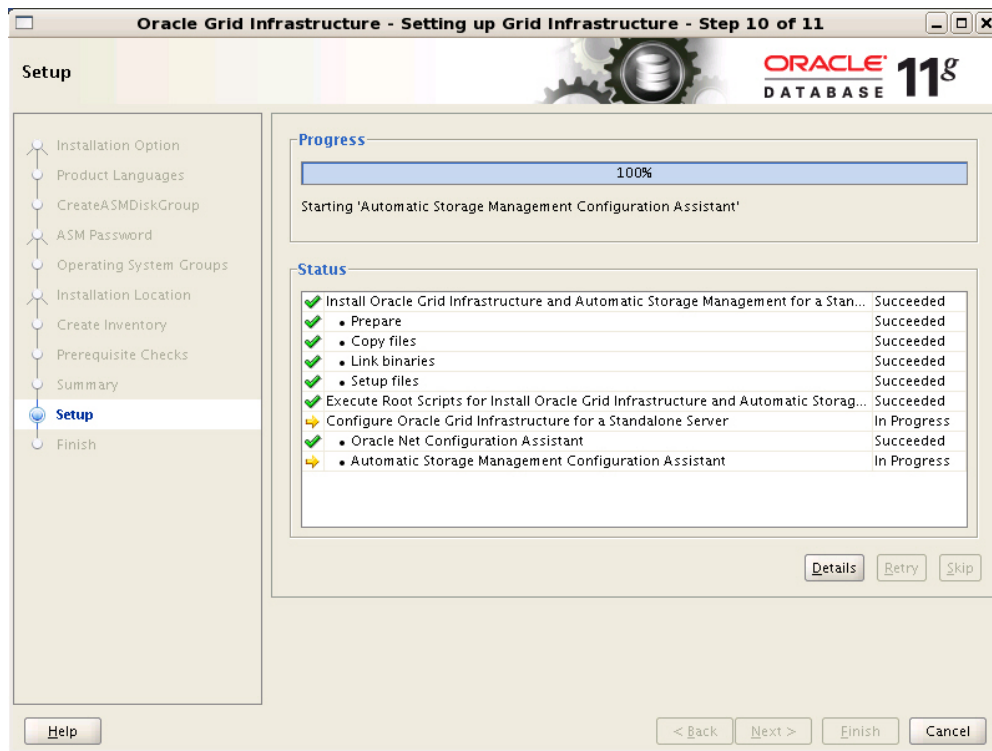 Oracle Grid Infrastructure - Setting up Grid Infrastructure - Step 10 of 11
Setup
ORACLE 11g
DATABASE
Installation Option
Product Languages
CreateASMDiskGroup
ASM Password
Operating System Groups
Installation Location
Create Inventory
Prerequisite Checks
Summary
Setup
Finish
Progress
100%
Starting 'Automatic Storage Management Configuration Assistant'
Status
Install Oracle Grid Infrastructure and Automatic Storage Management for a Stan... Succeeded
• Prepare Succeeded
• Copy files Succeeded
• Link binaries Succeeded
• Setup files Succeeded
Execute Root Scripts for Install Oracle Grid Infrastructure and Automatic Storag... Succeeded
Configure Oracle Grid Infrastructure for a Standalone Server In Progress
• Oracle Net Configuration Assistant Succeeded
• Automatic Storage Management Configuration Assistant In Progress
Details Retry Skip
Help < Back Next > Finish Cancel